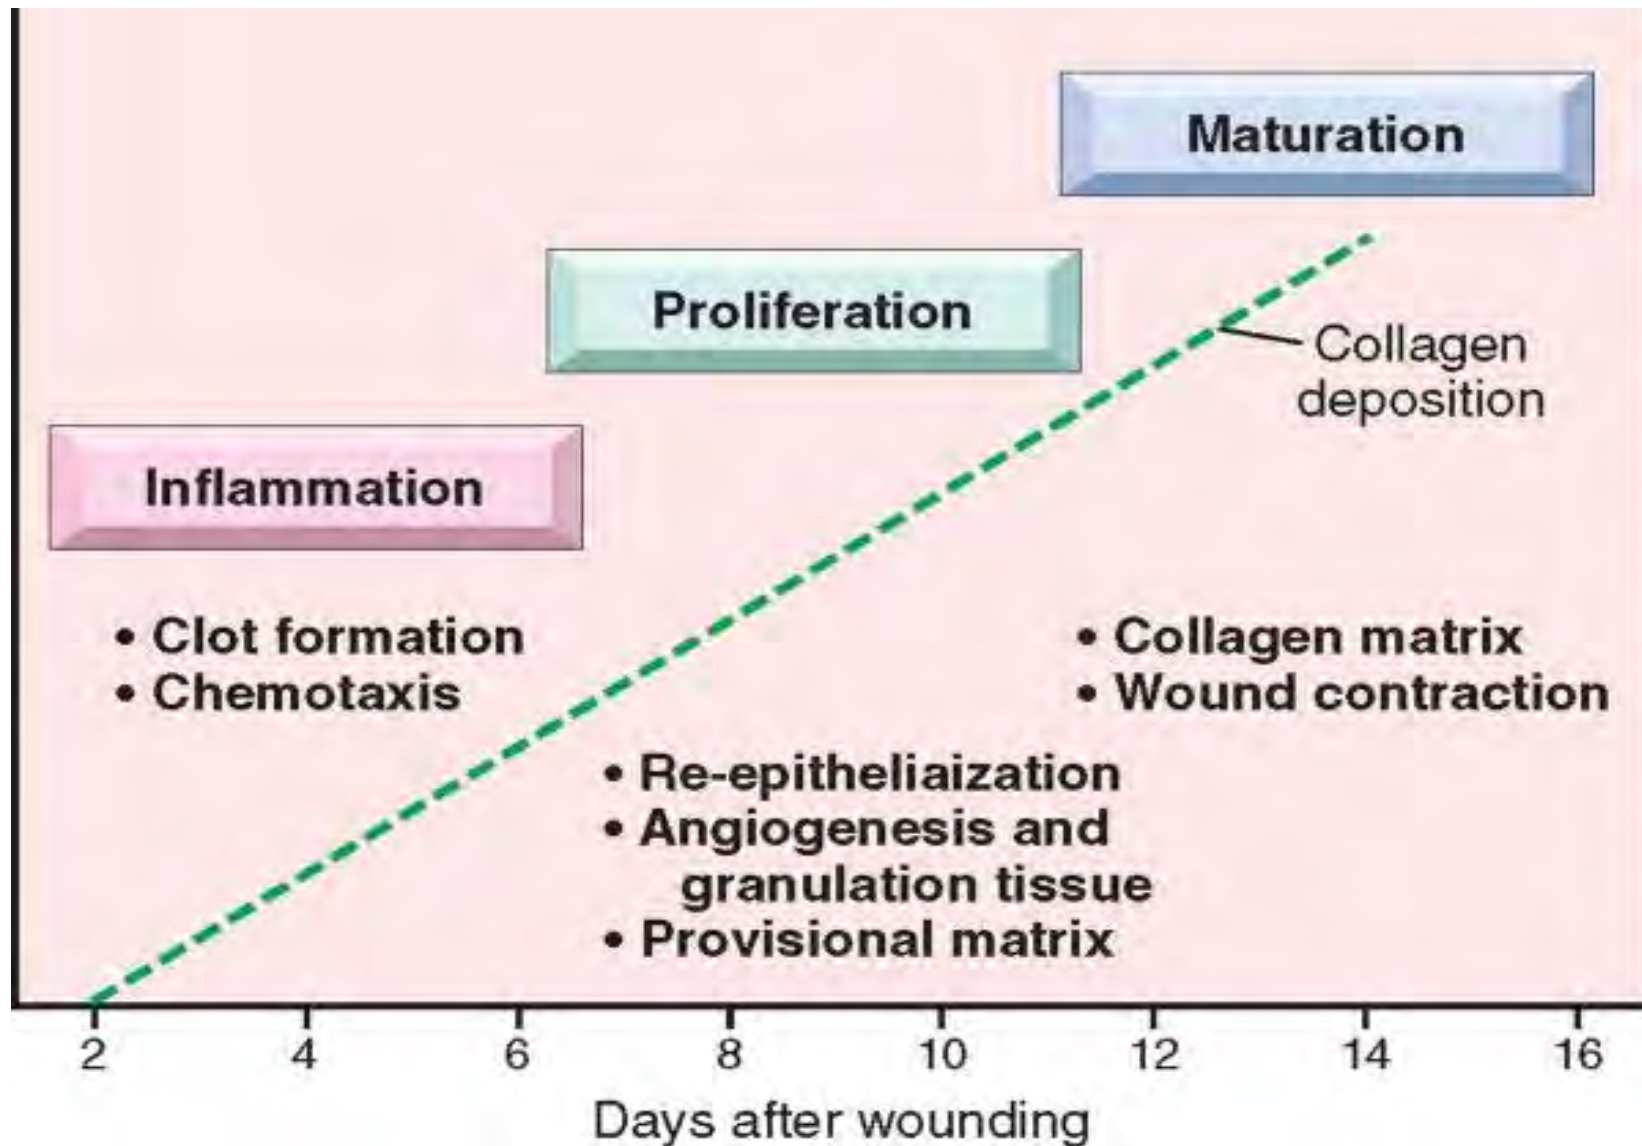 Maturation
Proliferation
Collagen
deposition
Inflammation
• Clot formation
• Chemotaxis
• Collagen matrix
• Wound contraction
• Re-epitheliaization
• Angiogenesis and
granulation tissue
• Provisional matrix
2 4 6 8 10 12 14 16
Days after wounding